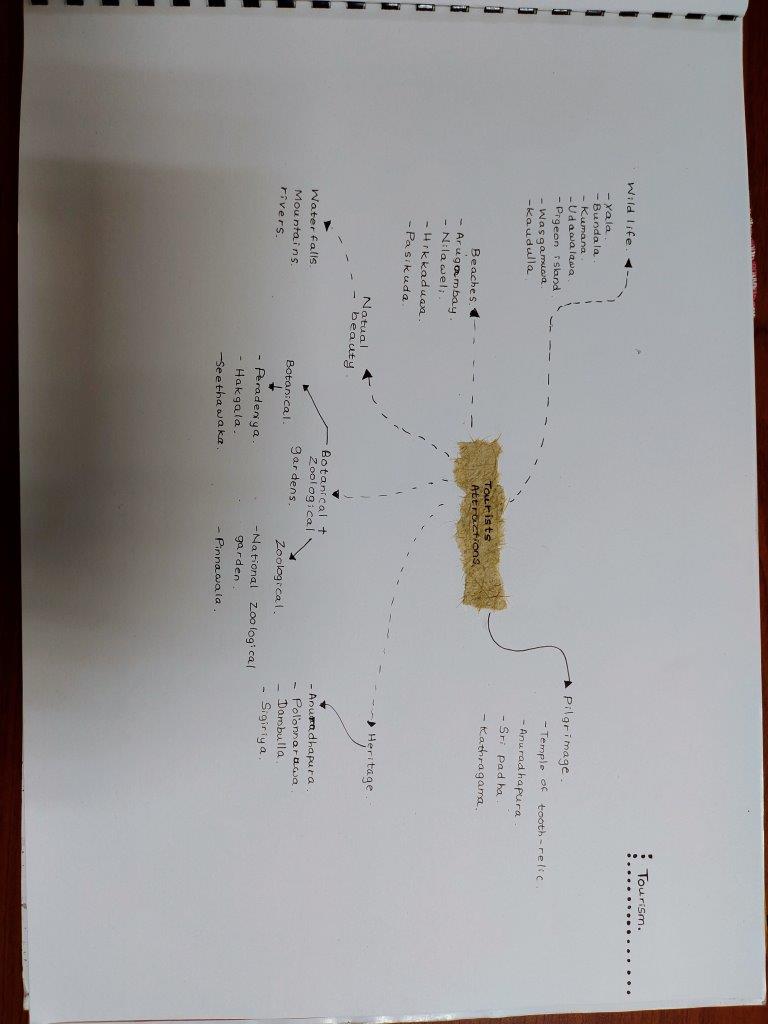 Tourism.
Tourists
Attractions
Wild life.
- Yala.
- Bundala.
- Kumana.
- Udawalawa.
- Pigeon island.
- Wasgamuwa.
- Kaudulla.
Pilgrimage.
- Temple of tooth-relic.
- Anuradhapura.
- Sri padha.
- Kathragama.
Beaches.
- Arugambay.
- Nilaweli.
- Hikkaduwa.
- Pasikuda.
Natual
beauty.
Waterfalls.
Mountains.
rivers.
Botanical +
Zoological
gardens.
Botanical.
- Peradeniya.
- Hakgala.
- Seethawaka.
Zoological.
- National Zoological
garden.
- Pinnawala.
Heritage.
- Anuradhapura.
- Polonnaruwa.
- Dambulla.
- Sigiriya.